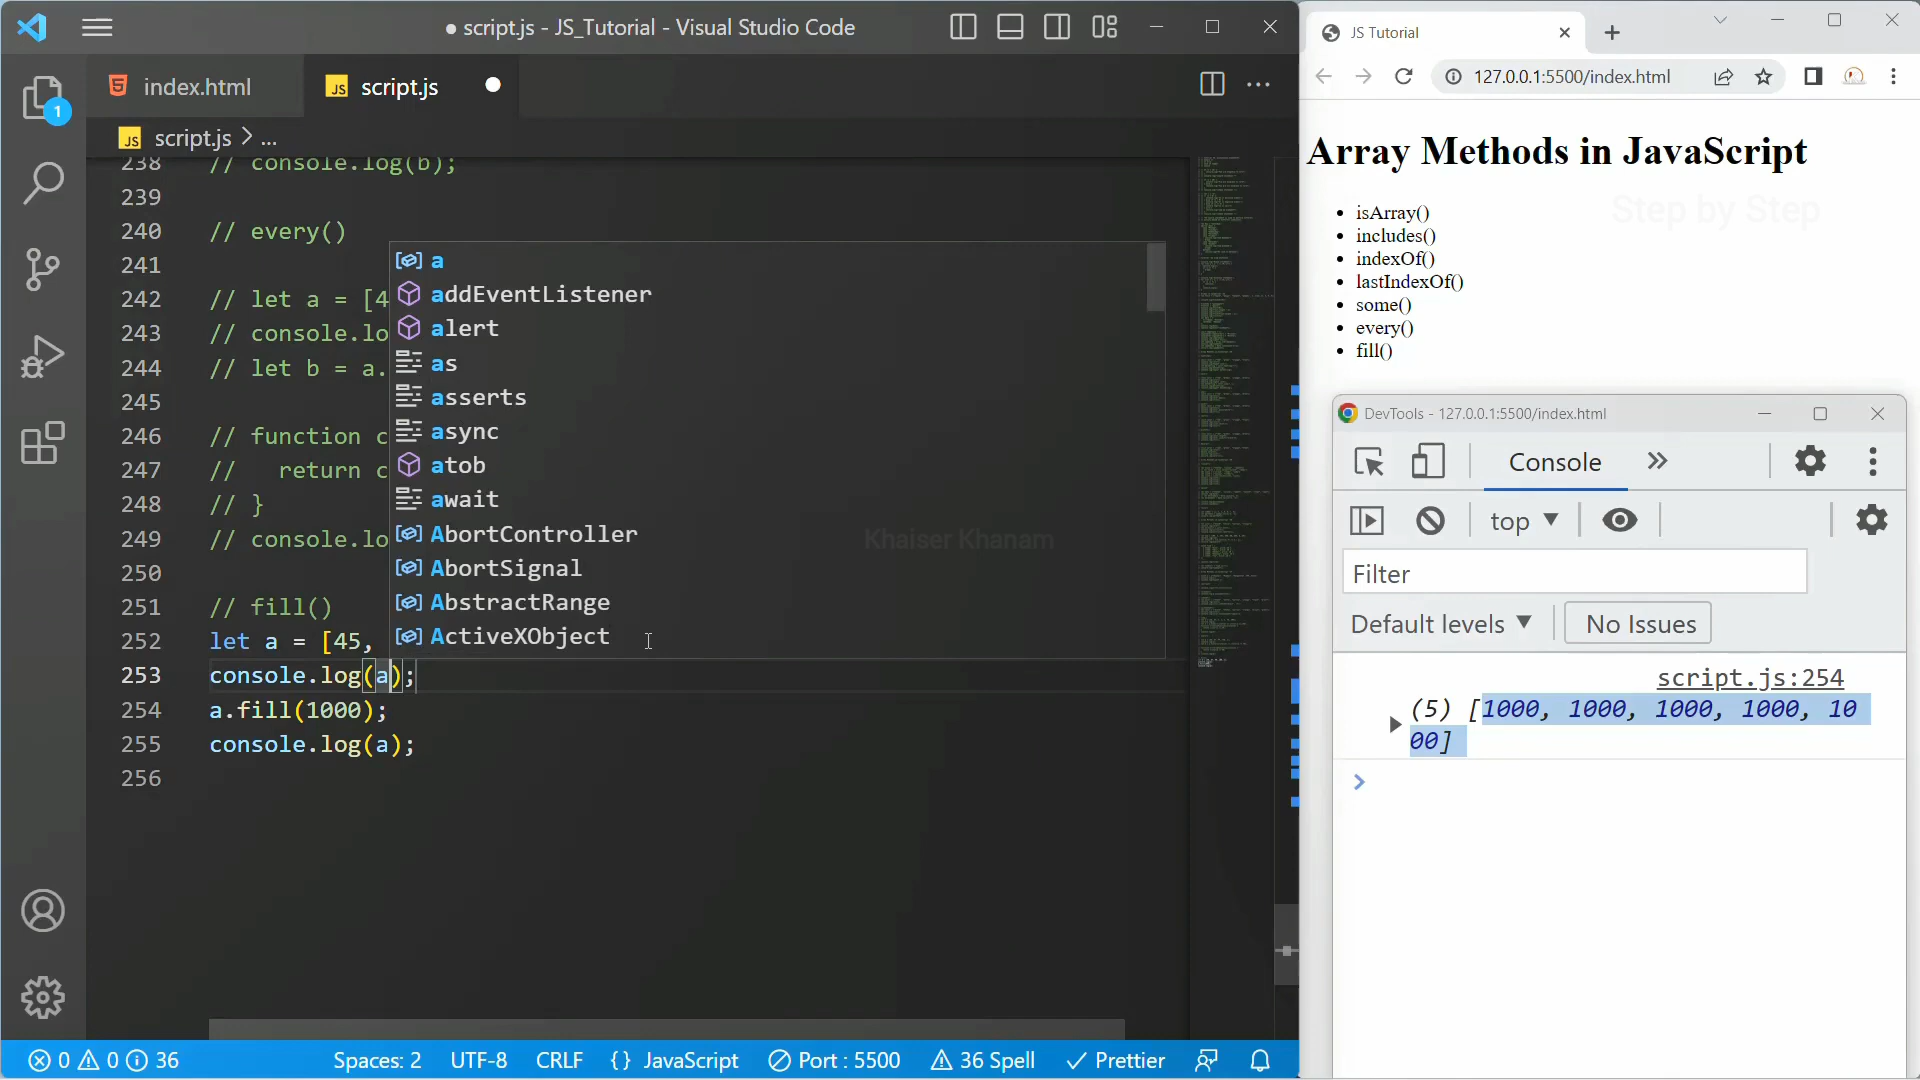 ● script.js - JS_Tutorial - Visual Studio Code
index.html
JS script.js
JS script.js > ...
238 // console.log(b);
239
240 // every()
241
242 // let a = [4
243 // console.lo
244 // let b = a.
245
246 // function c
247 //   return c
248 // }
249 // console.lo
250
251 // fill()
252 let a = [45,
253 console.log(a);
254 a.fill(1000);
255 console.log(a);
256
a
addEventListener
alert
as
asserts
async
atob
await
AbortController
AbortSignal
AbstractRange
ActiveXObject
Khaiser Khanam
1
0 0 36
Spaces: 2
UTF-8
CRLF
{} JavaScript
Port : 5500
36 Spell
Prettier
JS Tutorial
127.0.0.1:5500/index.html
Array Methods in JavaScript
Step by Step
• isArray()
• includes()
• indexOf()
• lastIndexOf()
• some()
• every()
• fill()
DevTools - 127.0.0.1:5500/index.html
Console
top
Filter
Default levels
No Issues
script.js:254
(5) [1000, 1000, 1000, 1000, 10
00]